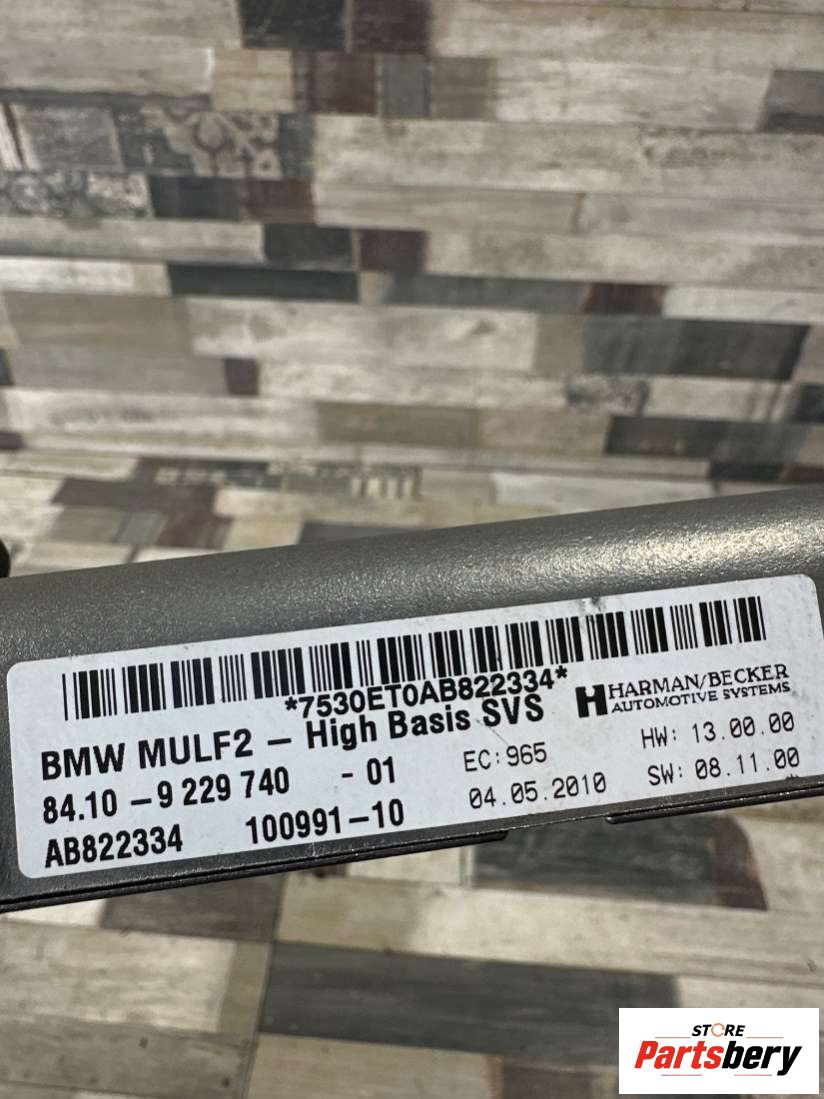 *7530ET0AB822334*
BMW MULF2 - High Basis SVS
HARMAN/BECKER
AUTOMOTIVE SYSTEMS
84.10 - 9 229 740 - 01
EC: 965
HW: 13.00.00
AB822334
100991-10
04.05.2010
SW: 08.11.00
STORE
Partsbery